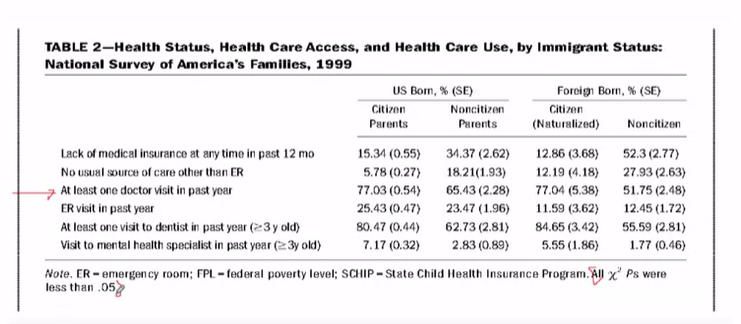 TABLE 2—Health Status, Health Care Access, and Health Care Use, by Immigrant Status:
National Survey of America's Families, 1999
US Born, % (SE) Foreign Born, % (SE)
Citizen Noncitizen Citizen
Parents Parents (Naturalized) Noncitizen
Lack of medical insurance at any time in past 12 mo 15.34 (0.55) 34.37 (2.62) 12.86 (3.68) 52.3 (2.77)
No usual source of care other than ER 5.78 (0.27) 18.21(1.93) 12.19 (4.18) 27.93 (2.63)
At least one doctor visit in past year 77.03 (0.54) 65.43 (2.28) 77.04 (5.38) 51.75 (2.48)
ER visit in past year 25.43 (0.47) 23.47 (1.96) 11.59 (3.62) 12.45 (1.72)
At least one visit to dentist in past year (≥3 y old) 80.47 (0.44) 62.73 (2.81) 84.65 (3.42) 55.59 (2.81)
Visit to mental health specialist in past year (≥3y old) 7.17 (0.32) 2.83 (0.89) 5.55 (1.86) 1.77 (0.46)
Note. ER = emergency room; FPL = federal poverty level; SCHIP = State Child Health Insurance Program. All χ² Ps were
less than .05